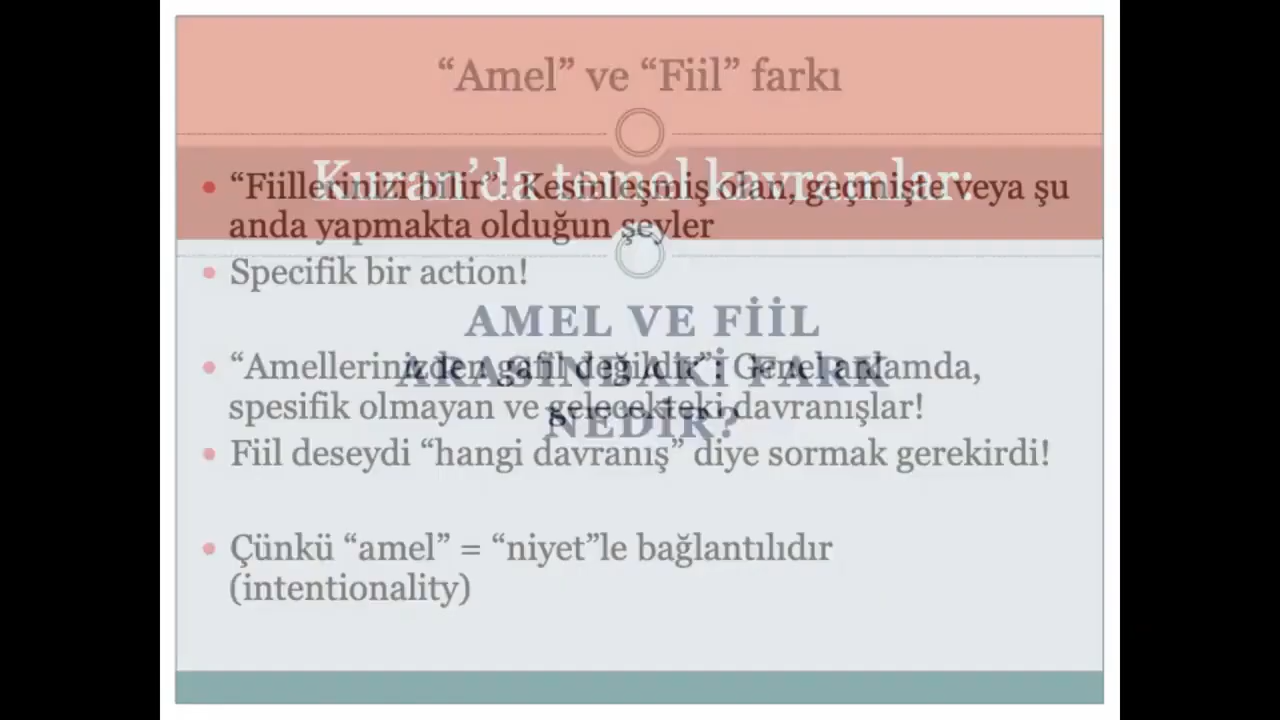 “Amel” ve “Fiil” farkı
Kuran’da temel kavramlar:
“Fiillerinizi bilir”: Kesinleşmiş olan, geçmişte veya şu
anda yapmakta olduğun şeyler
Specifik bir action!
AMEL VE FİİL
ARASINDAKİ FARK
NEDİR?
“Amellerinizden gafil değildir”: Genel anlamda,
spesifik olmayan ve gelecekteki davranışlar!
Fiil deseydi “hangi davranış” diye sormak gerekirdi!
Çünkü “amel” = “niyet”le bağlantılıdır
(intentionality)